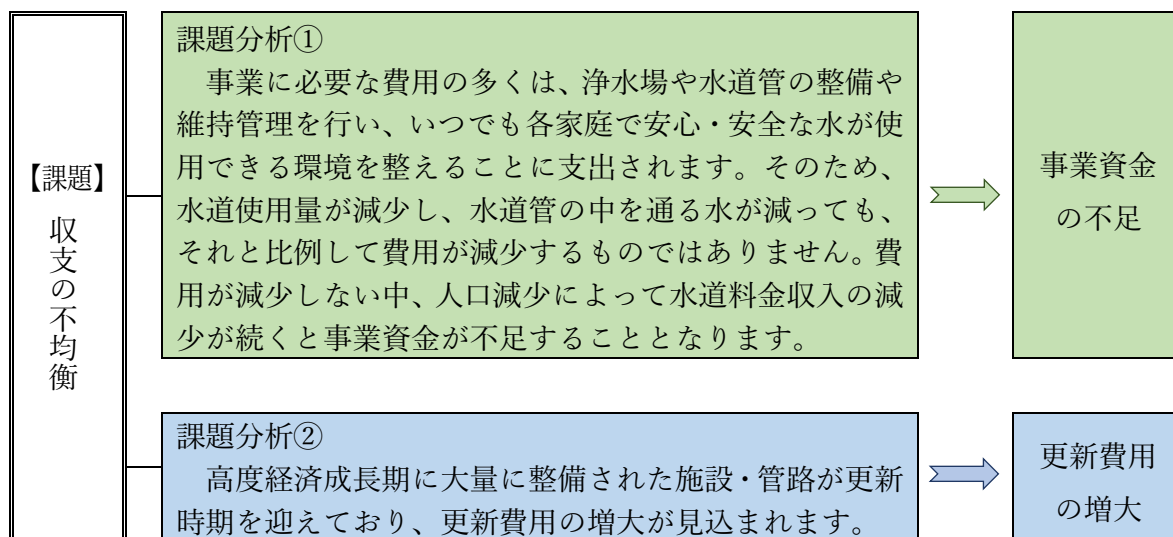 【課題】
収支の不均衡
課題分析①
事業に必要な費用の多くは、浄水場や水道管の整備や
維持管理を行い、いつでも各家庭で安心・安全な水が使
用できる環境を整えることに支出されます。そのため、
水道使用量が減少し、水道管の中を通る水が減っても、
それと比例して費用が減少するものではありません。費
用が減少しない中、人口減少によって水道料金収入の減
少が続くと事業資金が不足することとなります。
事業資金
の不足
課題分析②
高度経済成長期に大量に整備された施設・管路が更新
時期を迎えており、更新費用の増大が見込まれます。
更新費用
の増大